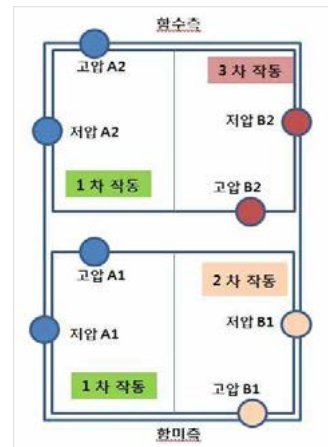 함수측
고압 A2
3 차 작동
저압 A2
저압 B2
1 차 작동
고압 B2
고압 A1
2 차 작동
저압 A1
저압 B1
1 차 작동
고압 B1
함미측